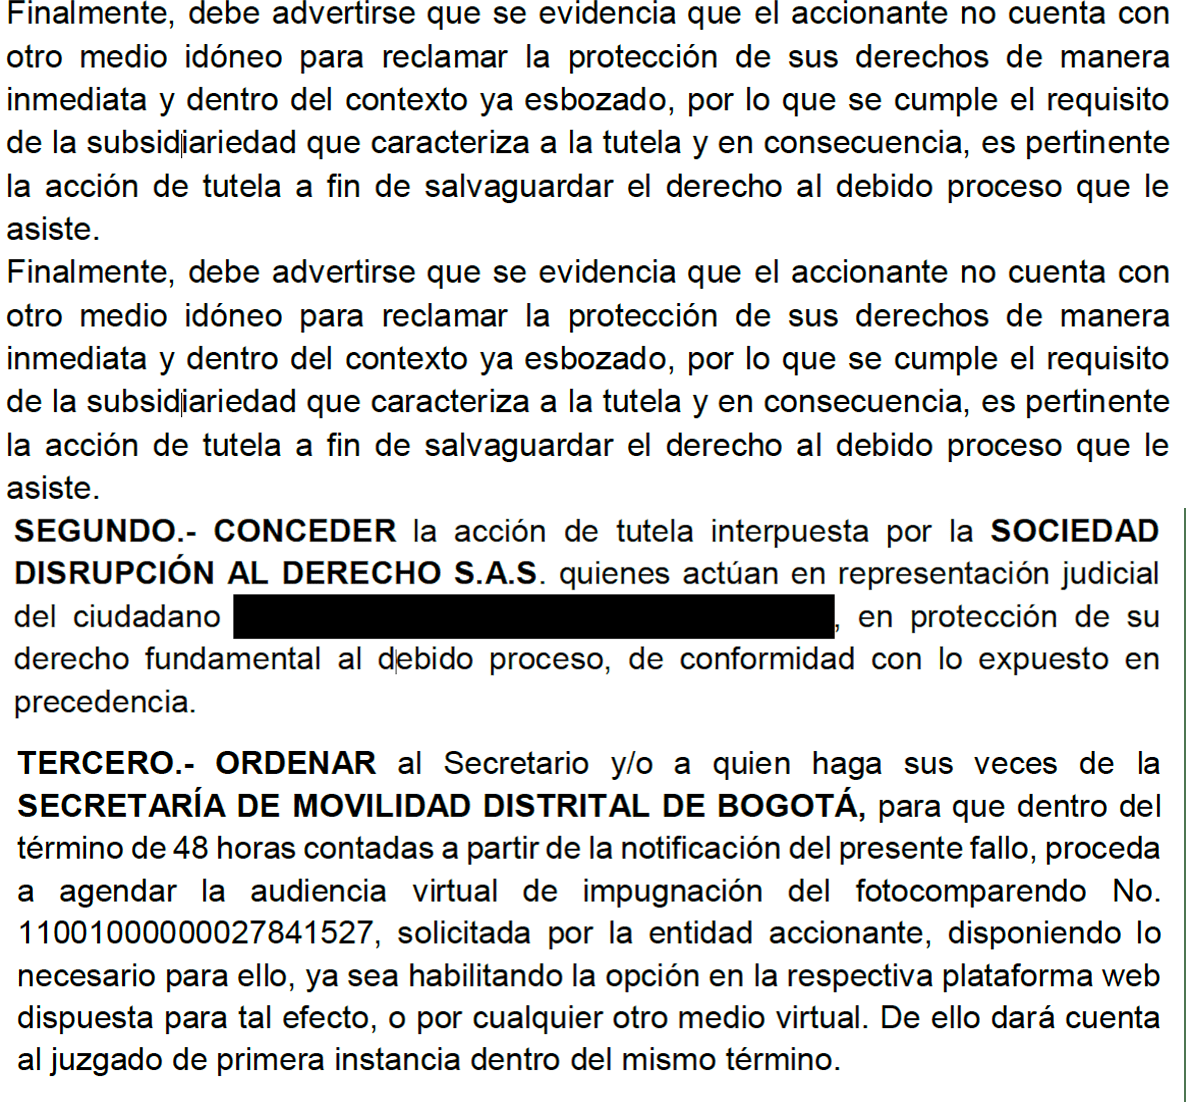 Finalmente, debe advertirse que se evidencia que el accionante no cuenta con
otro medio idóneo para reclamar la protección de sus derechos de manera
inmediata y dentro del contexto ya esbozado, por lo que se cumple el requisito
de la subsidiariedad que caracteriza a la tutela y en consecuencia, es pertinente
la acción de tutela a fin de salvaguardar el derecho al debido proceso que le
asiste.
Finalmente, debe advertirse que se evidencia que el accionante no cuenta con
otro medio idóneo para reclamar la protección de sus derechos de manera
inmediata y dentro del contexto ya esbozado, por lo que se cumple el requisito
de la subsidiariedad que caracteriza a la tutela y en consecuencia, es pertinente
la acción de tutela a fin de salvaguardar el derecho al debido proceso que le
asiste.
SEGUNDO.- CONCEDER la acción de tutela interpuesta por la SOCIEDAD
DISRUPCIÓN AL DERECHO S.A.S. quienes actúan en representación judicial
del ciudadano , en protección de su
derecho fundamental al debido proceso, de conformidad con lo expuesto en
precedencia.
TERCERO.- ORDENAR al Secretario y/o a quien haga sus veces de la
SECRETARÍA DE MOVILIDAD DISTRITAL DE BOGOTÁ, para que dentro del
término de 48 horas contadas a partir de la notificación del presente fallo, proceda
a agendar la audiencia virtual de impugnación del fotocomparendo No.
11001000000027841527, solicitada por la entidad accionante, disponiendo lo
necesario para ello, ya sea habilitando la opción en la respectiva plataforma web
dispuesta para tal efecto, o por cualquier otro medio virtual. De ello dará cuenta
al juzgado de primera instancia dentro del mismo término.